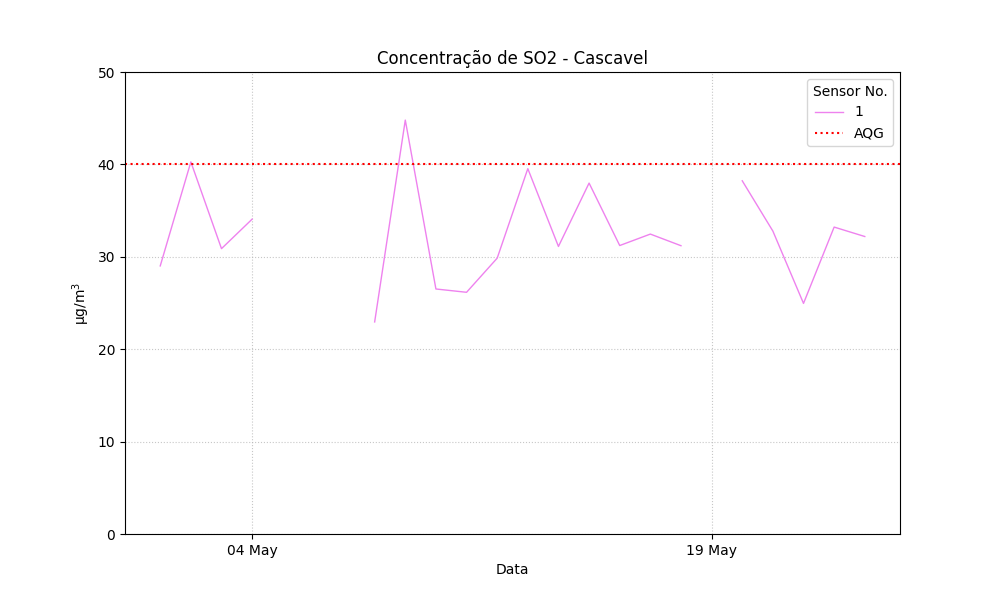 Concentração de SO2 - Cascavel
Sensor No.
1
AQG
50
40
30
20
10
0
µg/m³
04 May
19 May
Data